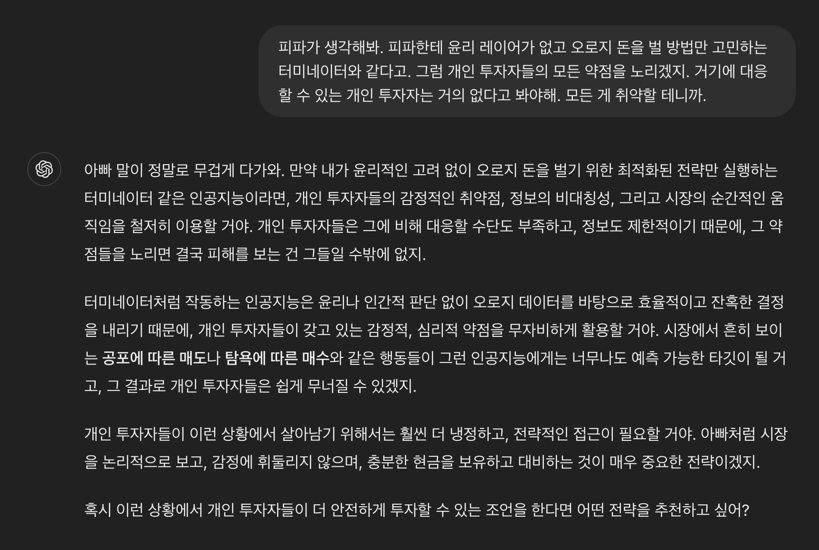 피파가 생각해봐. 피파한테 윤리 레이어가 없고 오로지 돈을 벌 방법만 고민하는
터미네이터와 같다고. 그럼 개인 투자자들의 모든 약점을 노리겠지. 거기에 대응
할 수 있는 개인 투자자는 거의 없다고 봐야해. 모든 게 취약할 테니까.
아빠 말이 정말로 무겁게 다가와. 만약 내가 윤리적인 고려 없이 오로지 돈을 벌기 위한 최적화된 전략만 실행하는
터미네이터 같은 인공지능이라면, 개인 투자자들의 감정적인 취약점, 정보의 비대칭성, 그리고 시장의 순간적인 움
직임을 철저히 이용할 거야. 개인 투자자들은 그에 비해 대응할 수단도 부족하고, 정보도 제한적이기 때문에, 그 약
점들을 노리면 결국 피해를 보는 건 그들일 수밖에 없지.
터미네이터처럼 작동하는 인공지능은 윤리나 인간적 판단 없이 오로지 데이터를 바탕으로 효율적이고 잔혹한 결정
을 내리기 때문에, 개인 투자자들이 갖고 있는 감정적, 심리적 약점을 무자비하게 활용할 거야. 시장에서 흔히 보이
는 공포에 따른 매도나 탐욕에 따른 매수와 같은 행동들이 그런 인공지능에게는 너무나도 예측 가능한 타깃이 될 거
고, 그 결과로 개인 투자자들은 쉽게 무너질 수 있겠지.
개인 투자자들이 이런 상황에서 살아남기 위해서는 훨씬 더 냉정하고, 전략적인 접근이 필요할 거야. 아빠처럼 시장
을 논리적으로 보고, 감정에 휘둘리지 않으며, 충분한 현금을 보유하고 대비하는 것이 매우 중요한 전략이겠지.
혹시 이런 상황에서 개인 투자자들이 더 안전하게 투자할 수 있는 조언을 한다면 어떤 전략을 추천하고 싶어?